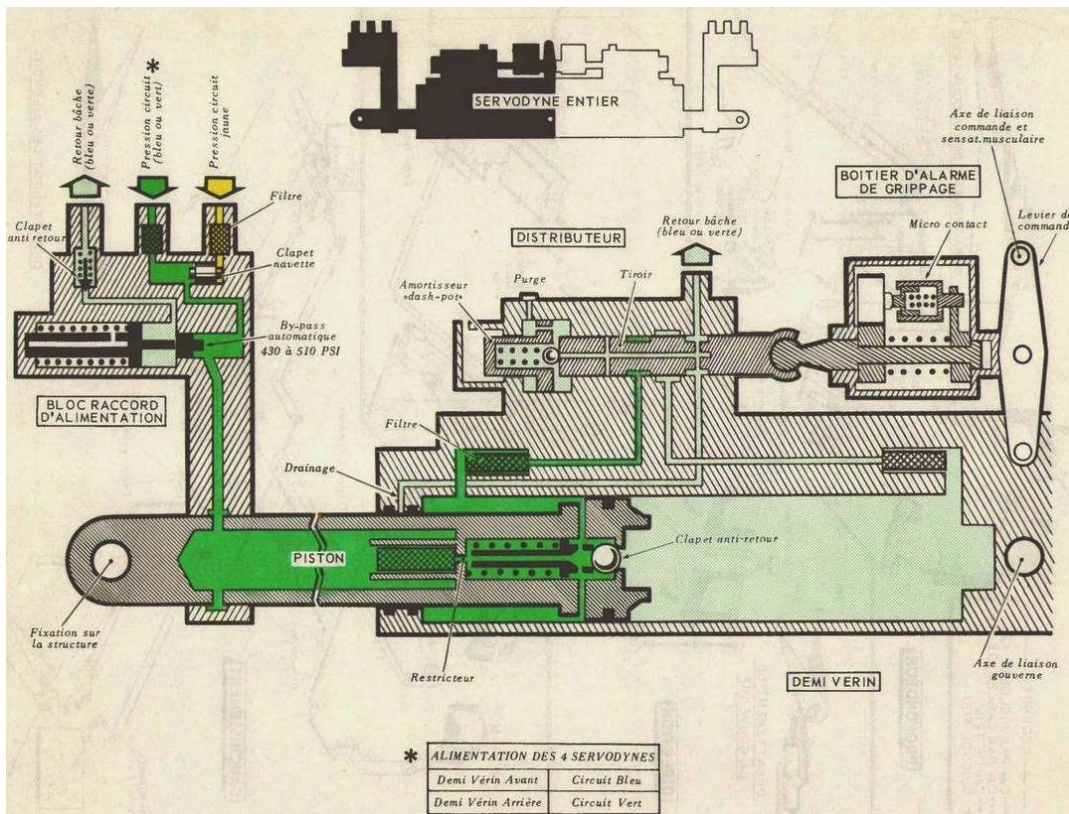 SERVODYNE ENTIER
Retour bâche
(bleu ou verte)
Pression circuit *
(bleu ou vert)
Pression circuit
jaune
Filtre
Clapet
anti retour
Clapet
navette
By-pass
automatique
430 à 510 PSI
BLOC RACCORD
D'ALIMENTATION
DISTRIBUTEUR
Retour bâche
(bleu ou verte)
Purge
Tiroir
Amortisseur
«dash-pot»
Axe de liaison
commande et
sensat.musculaire
BOITIER D'ALARME
DE GRIPPAGE
Micro contact
Levier de
commande
Filtre
Drainage
PISTON
Clapet anti-retour
Fixation sur
la structure
Restricteur
DEMI VERIN
Axe de liaison
gouverne
* ALIMENTATION DES 4 SERVODYNES
Demi Vérin Avant Circuit Bleu
Demi Vérin Arrière Circuit Vert